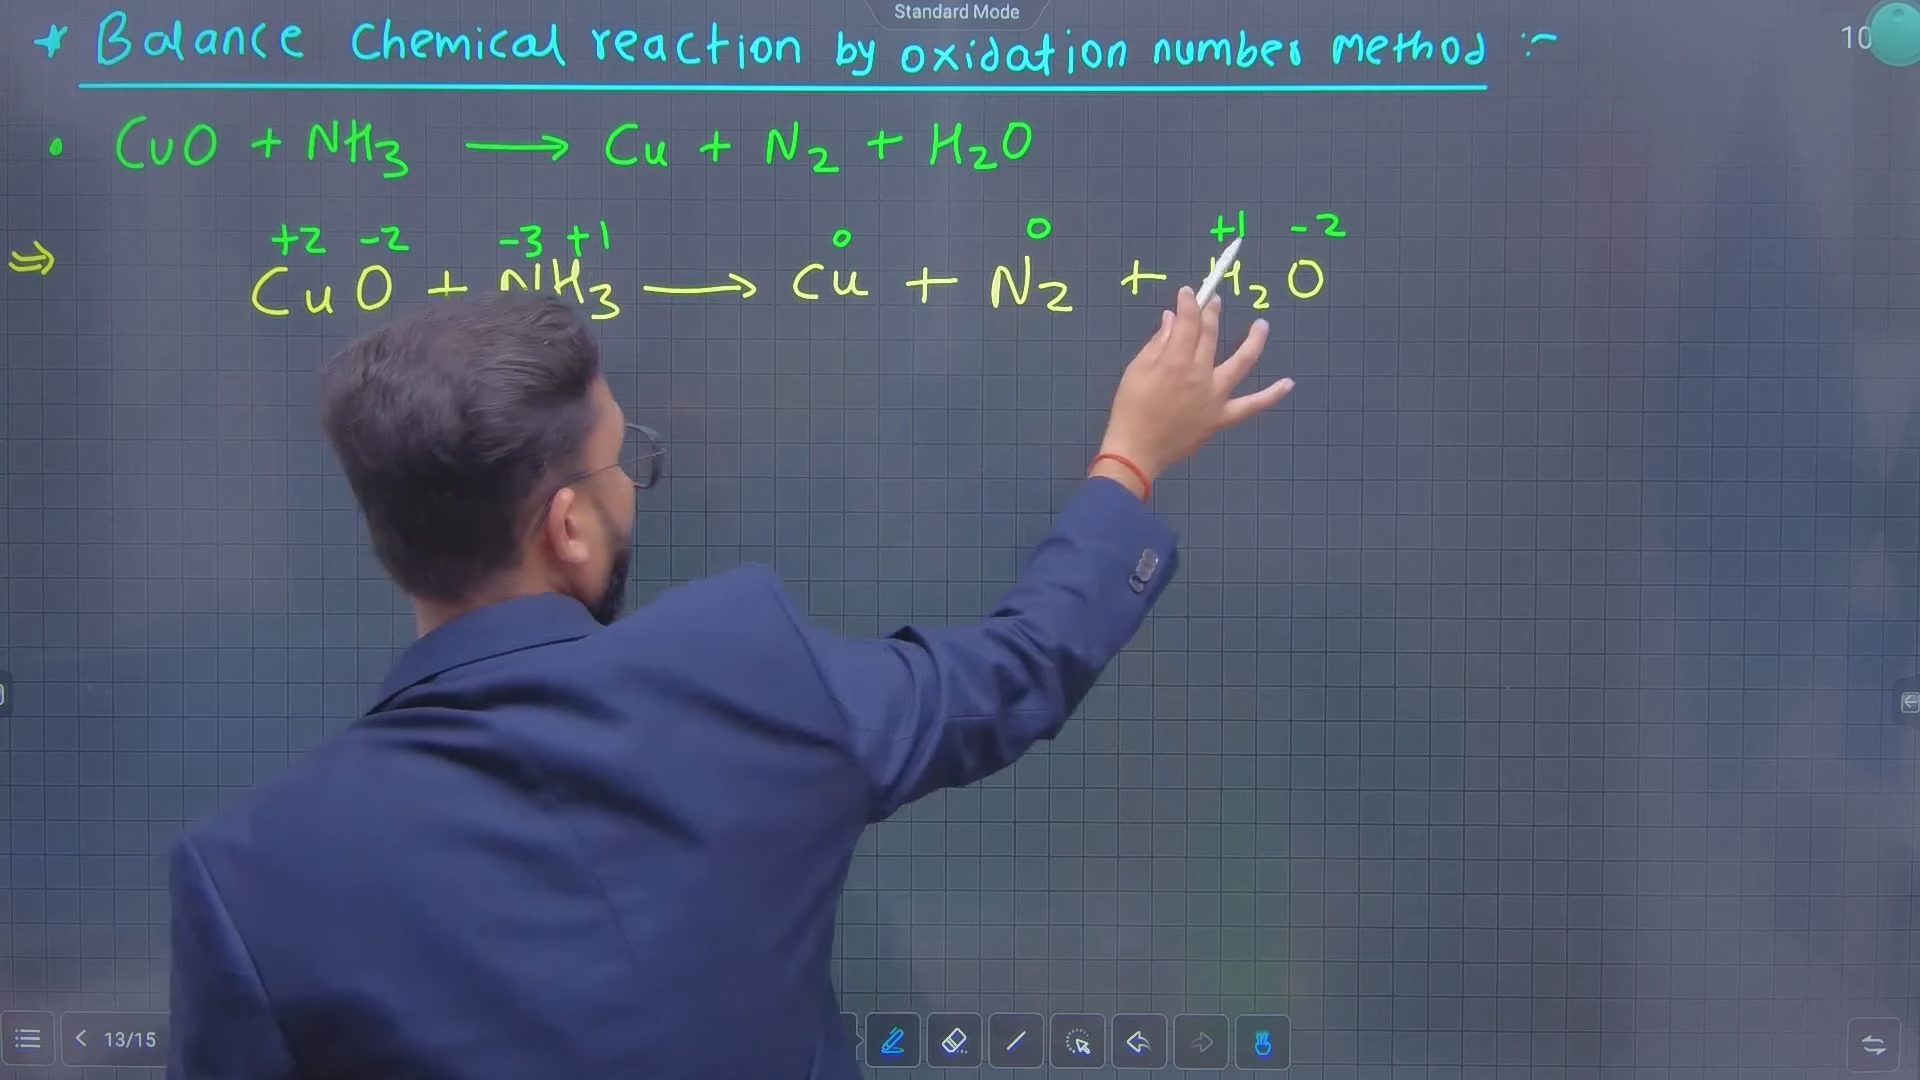 Standard Mode
* Balance Chemical reaction by oxidation number method :-
10
• CuO + NH3 ⟶ Cu + N2 + H2O
+2 -2 -3 +1 0 0 +1 -2
⇒ CuO + NH3 ⟶ Cu + N2 + H2O
13/15